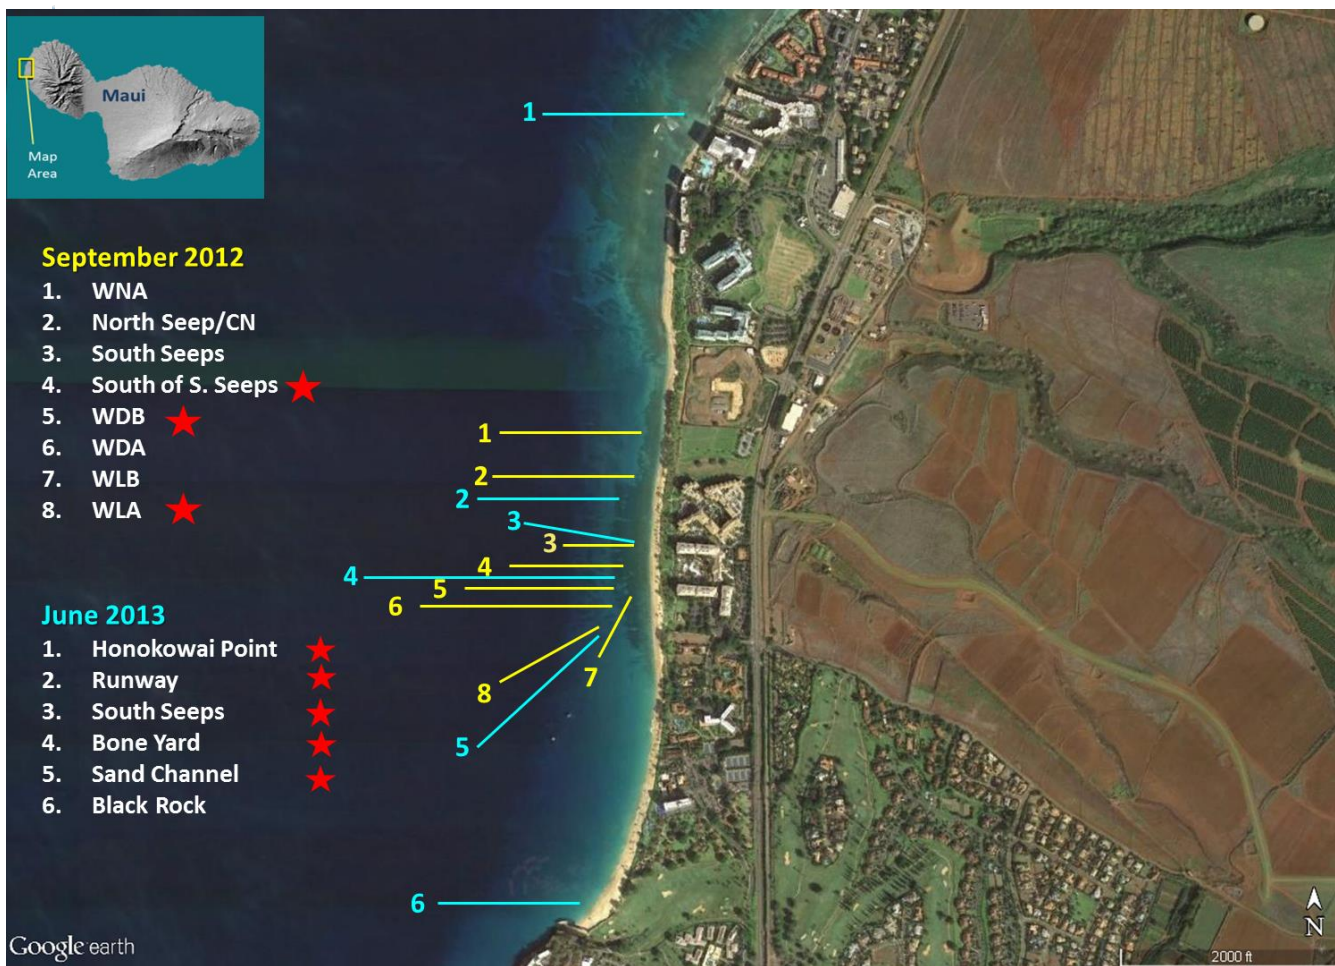 Maui
Map
Area
September 2012
1. WNA
2. North Seep/CN
3. South Seeps
4. South of S. Seeps
5. WDB
6. WDA
7. WLB
8. WLA
June 2013
1. Honokowai Point
2. Runway
3. South Seeps
4. Bone Yard
5. Sand Channel
6. Black Rock
1
1
2
2
3
3
4
4
5
6
7
8
5
6
Google earth
N
2000 ft